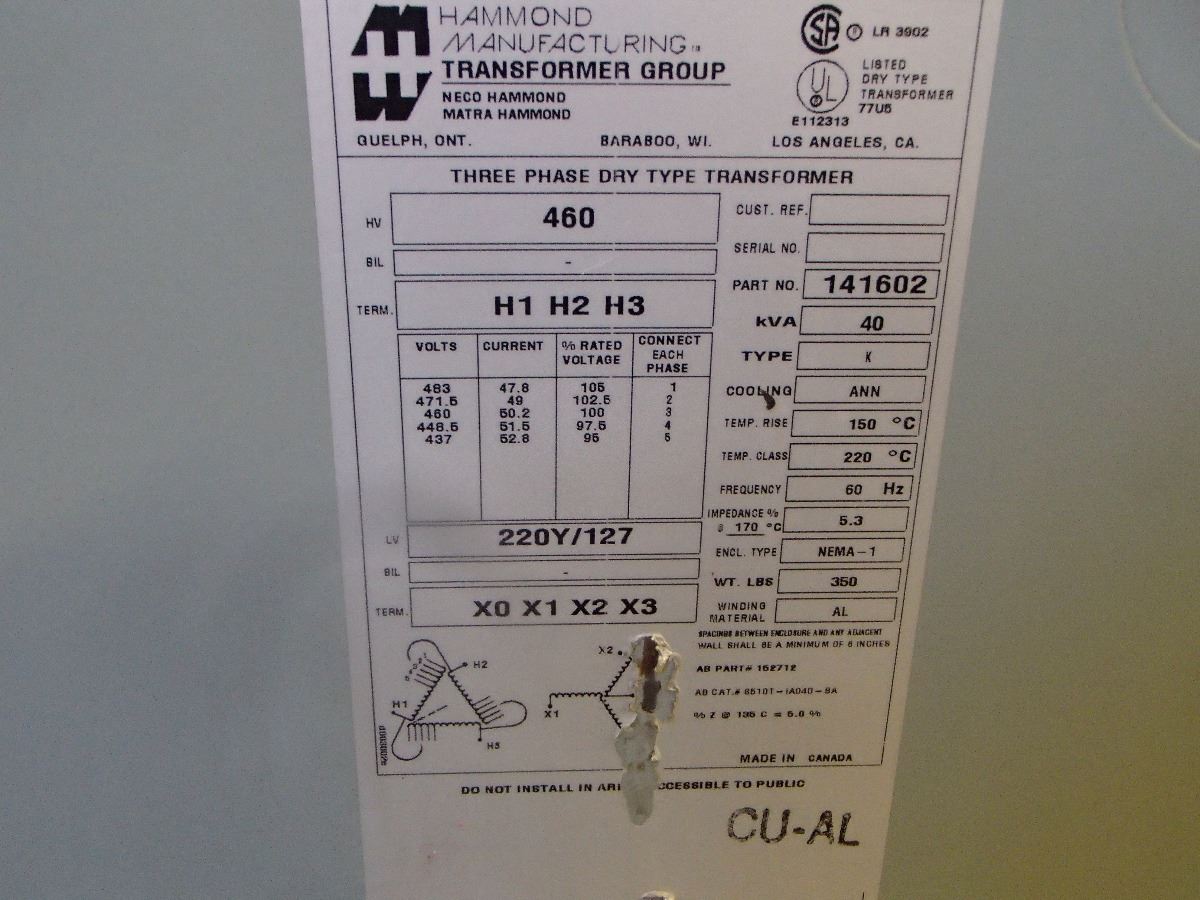 HAMMOND
MANUFACTURING TM
TRANSFORMER GROUP
NECO HAMMOND
MATRA HAMMOND
GUELPH, ONT. BARABOO, WI. LOS ANGELES, CA.
SA ® LR 3902
UL ®
LISTED
DRY TYPE
TRANSFORMER
77U5
E112313
THREE PHASE DRY TYPE TRANSFORMER
HV 460
BIL -
TERM. H1 H2 H3
VOLTS CURRENT % RATED VOLTAGE CONNECT EACH PHASE
483 47.8 105 1
471.5 49 102.5 2
460 50.2 100 3
448.5 51.5 97.5 4
437 52.8 95 5
LV 220Y/127
BIL -
TERM. X0 X1 X2 X3
CUST. REF.
SERIAL NO.
PART NO. 141602
kVA 40
TYPE K
COOLING ANN
TEMP. RISE 150 °C
TEMP. CLASS 220 °C
FREQUENCY 60 Hz
IMPEDANCE %
@ 170 °C 5.3
ENCL. TYPE NEMA-1
WT. LBS 350
WINDING
MATERIAL AL
SPACINGS BETWEEN ENCLOSURE AND ANY ADJACENT
WALL SHALL BE A MINIMUM OF 6 INCHES
AB PART# 152712
AB CAT.#
% Z @ 135 C = 5.0 %
H1
H2
H3
X1
X2
MADE IN CANADA
DO NOT INSTALL IN TO PUBLIC
CU-AL